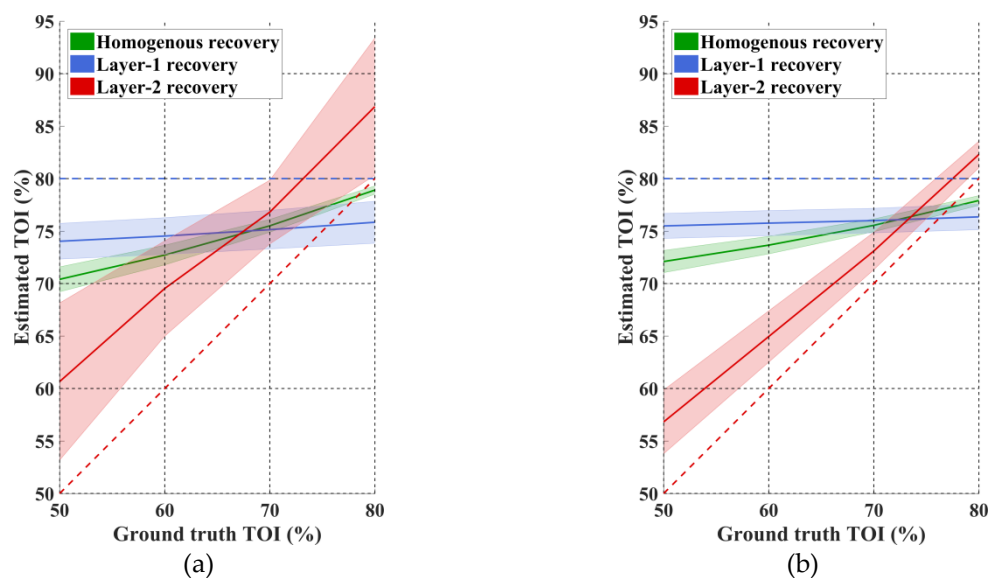 95
90
85
80
75
70
65
60
55
50
Estimated TOI (%)
Homogenous recovery
Layer-1 recovery
Layer-2 recovery
50 60 70 80
Ground truth TOI (%)
(a)
95
90
85
80
75
70
65
60
55
50
Estimated TOI (%)
Homogenous recovery
Layer-1 recovery
Layer-2 recovery
50 60 70 80
Ground truth TOI (%)
(b)